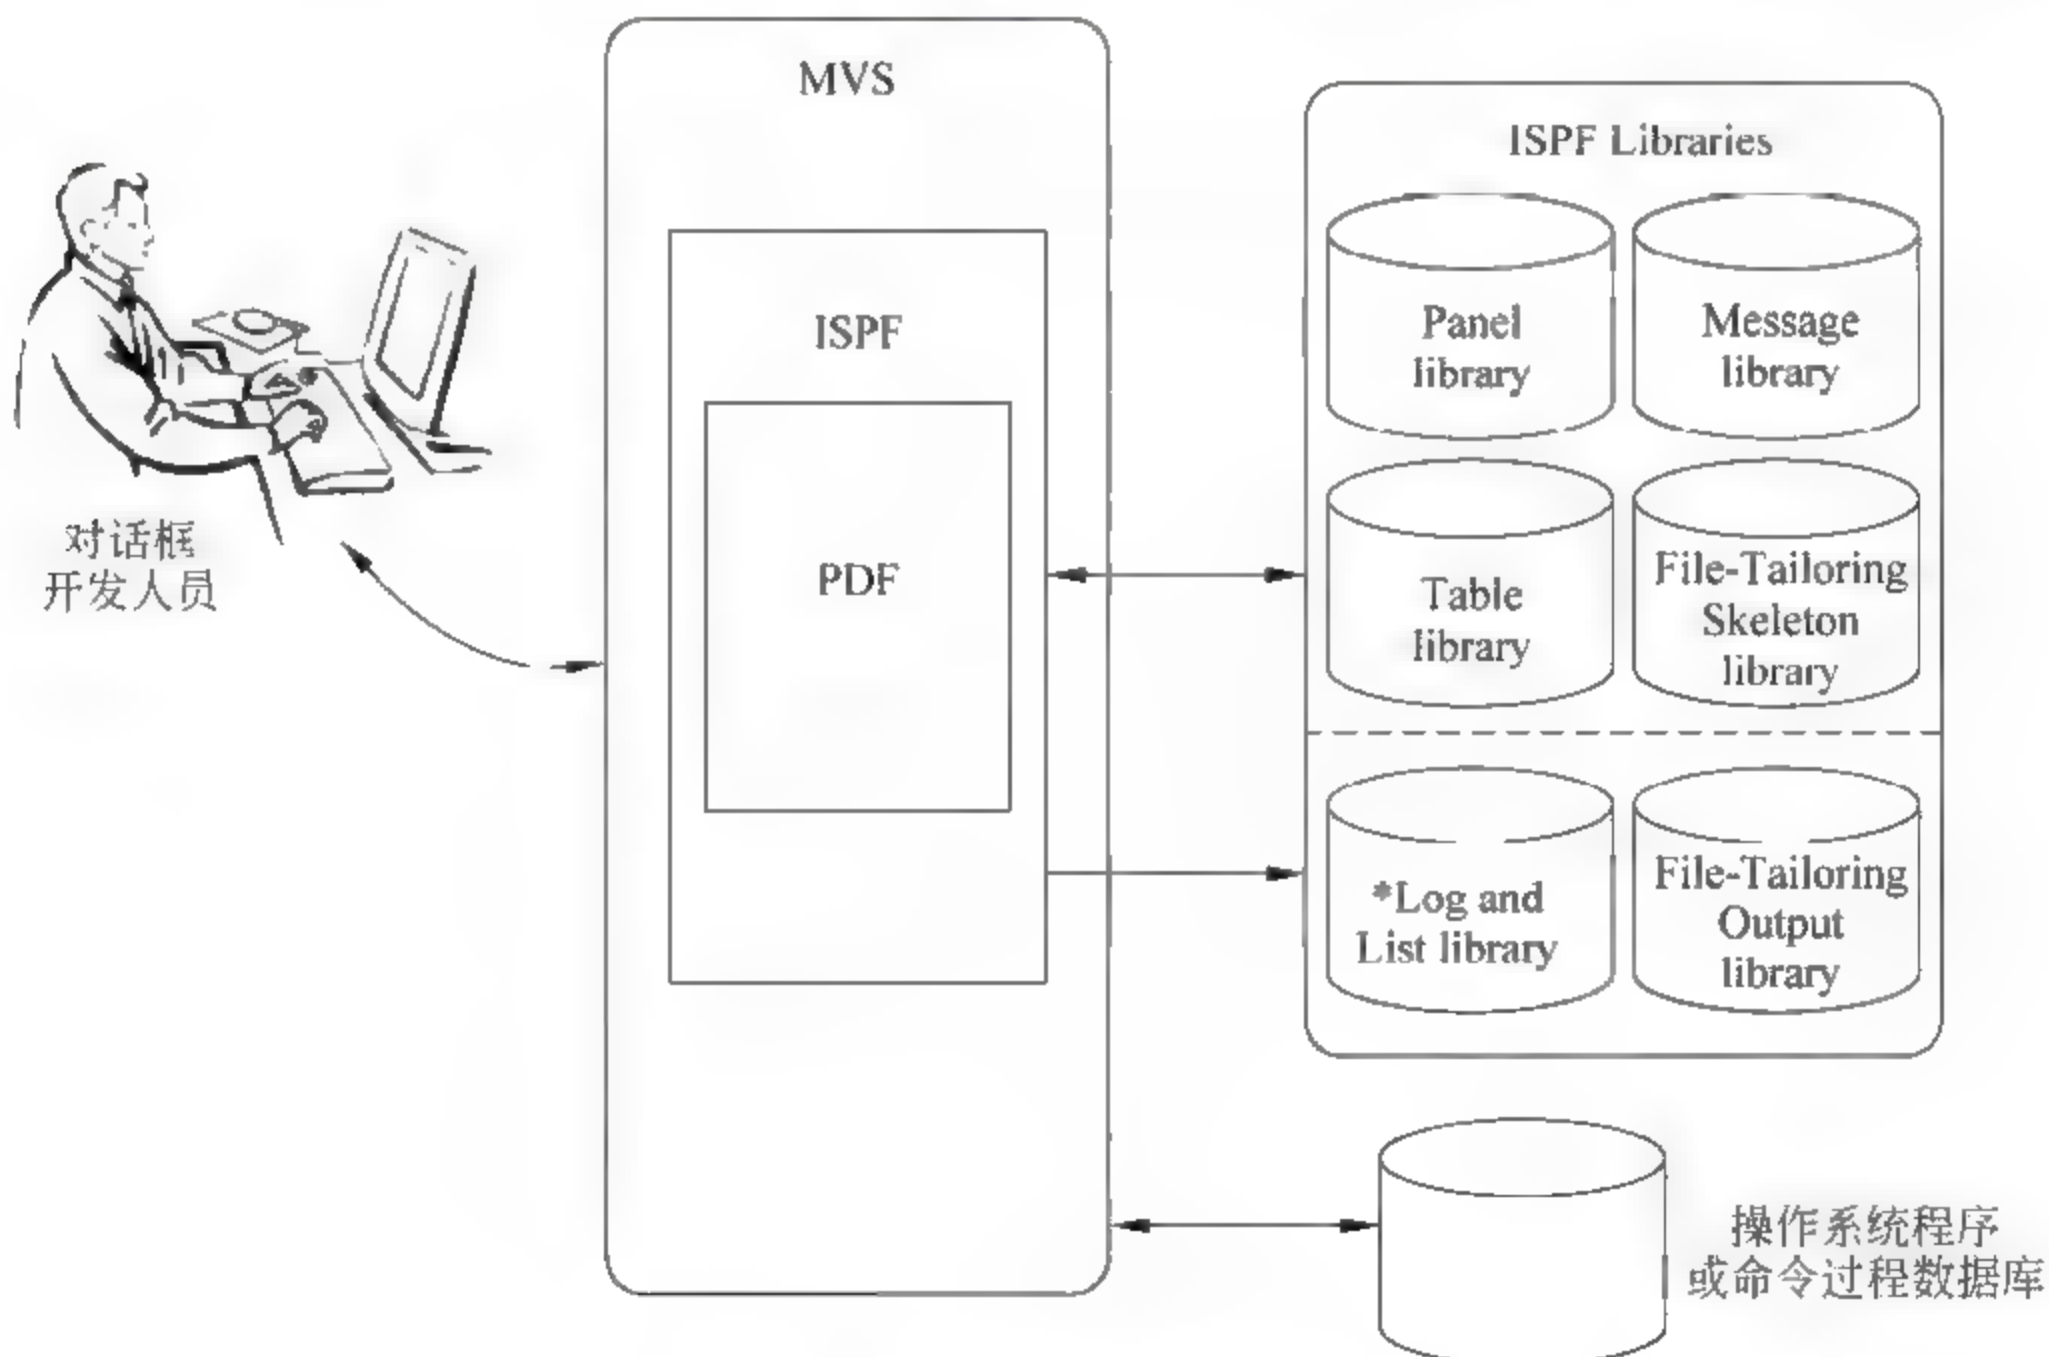 MVS
ISPF Libraries
ISPF
Panel
library
Message
library
对话框
开发人员
PDF
Table
library
File-Tailoring
Skeleton
library
*Log and
List library
File-Tailoring
Output
library
操作系统程序
或命令过程数据库